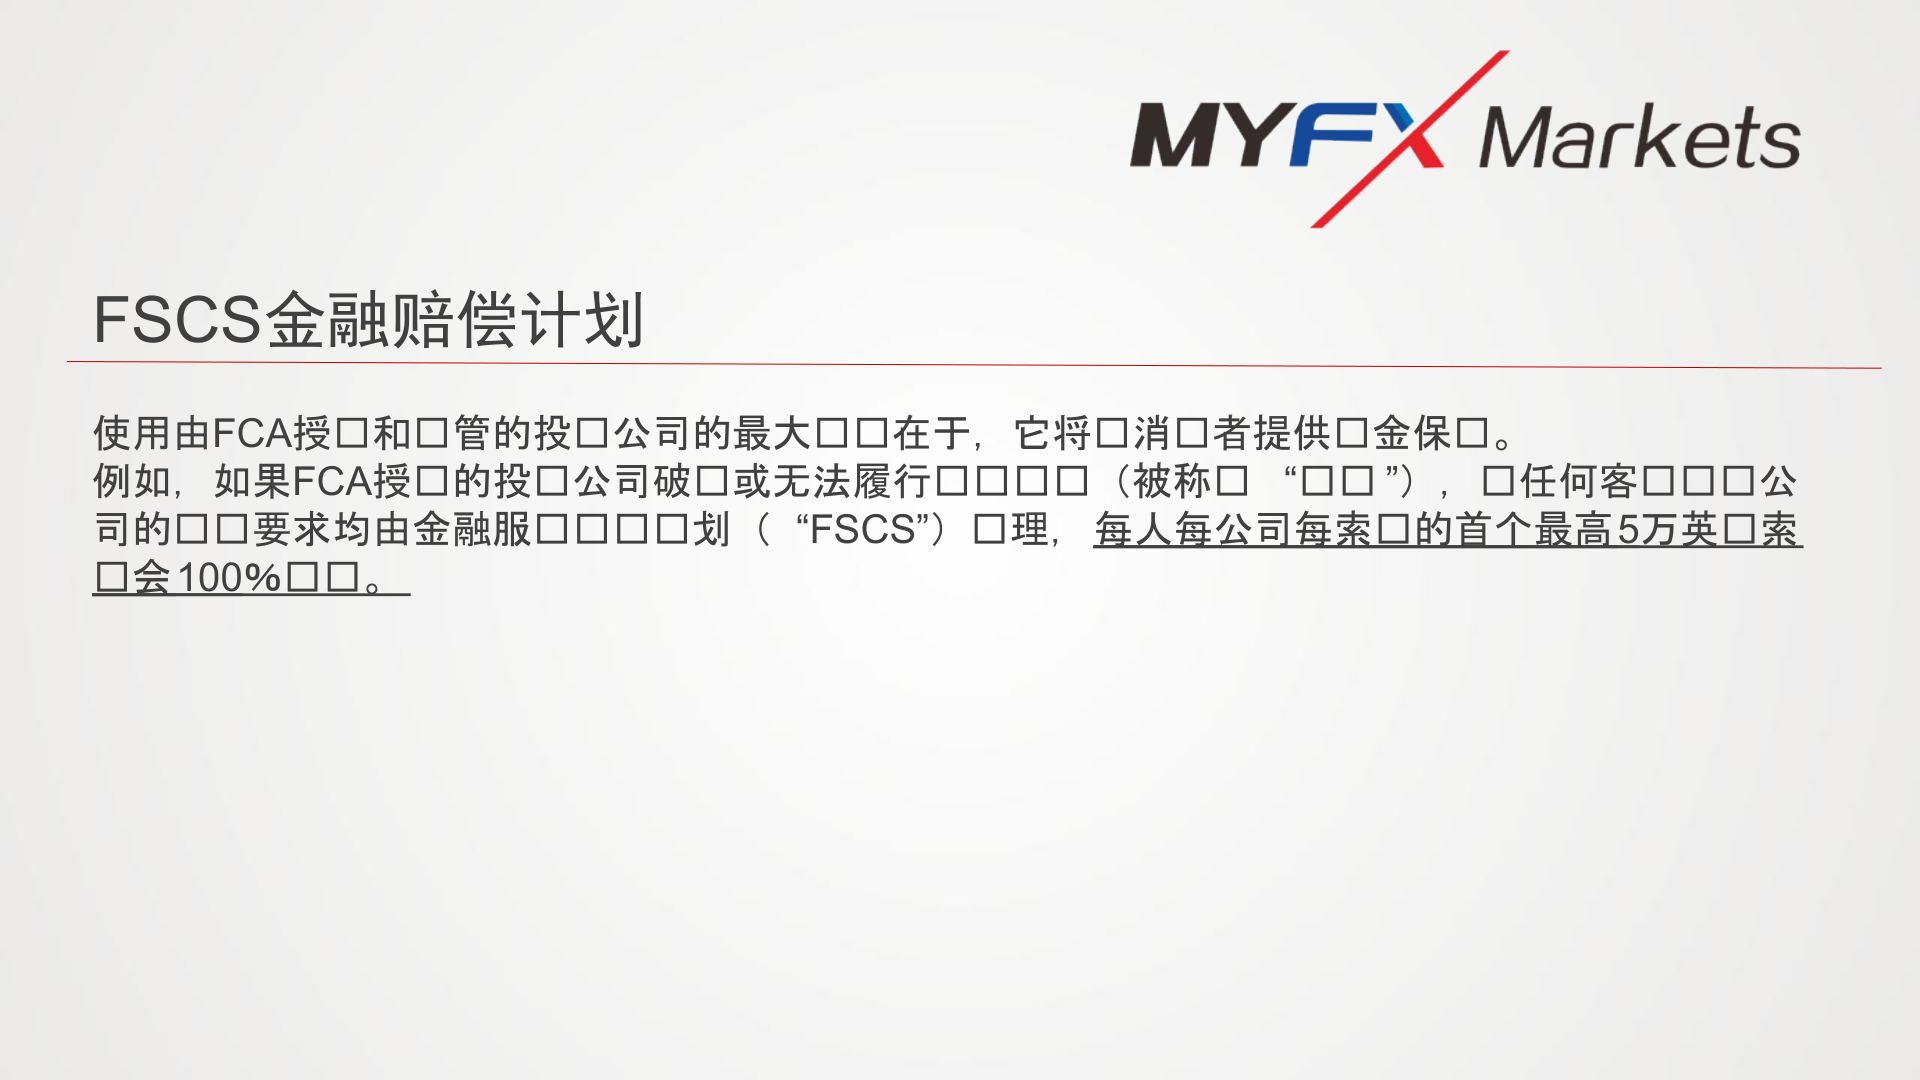 MYFX Markets
FSCS金融赔偿计划
使用由FCA授□和□管的投□公司的最大□□在于，它将□消□者提供□金保□。
例如，如果FCA授□的投□公司破□或无法履行□□□□（被称□ “□□ ”），□任何客□□□公
司的□□要求均由金融服□□□□划（ “FSCS”）□理，每人每公司每索□的首个最高5万英□索
□会100%□□。